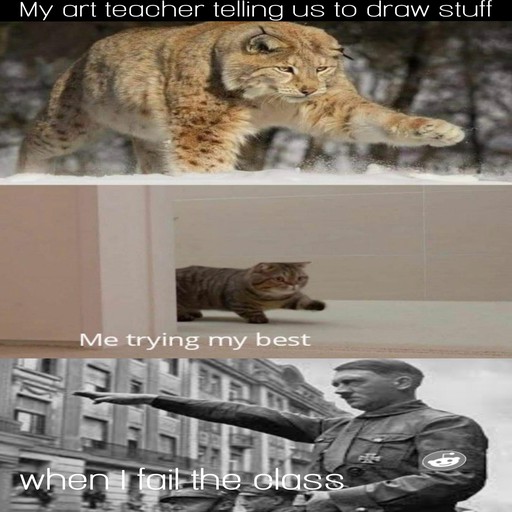 My art teacher telling us to draw stuff
Me trying my best
when I fail the class